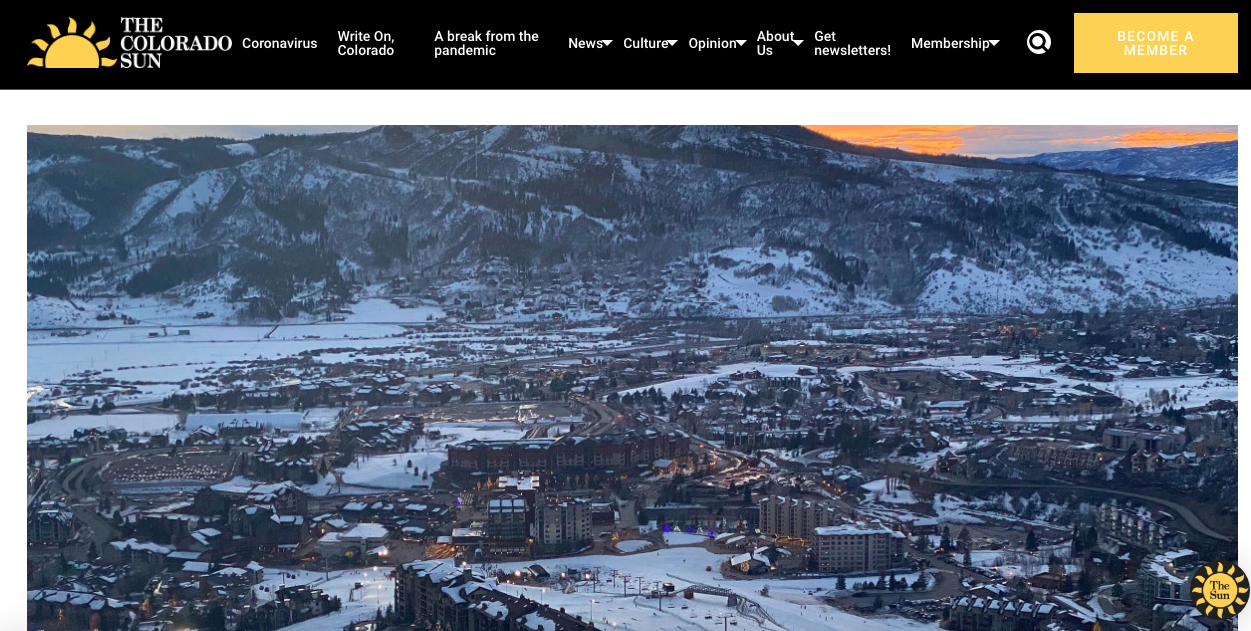 THE
COLORADO
SUN
Coronavirus
Write On,
Colorado
A break from the
pandemic
News
Culture
Opinion
About
Us
Get
newsletters!
Membership
BECOME A
MEMBER
The
Sun